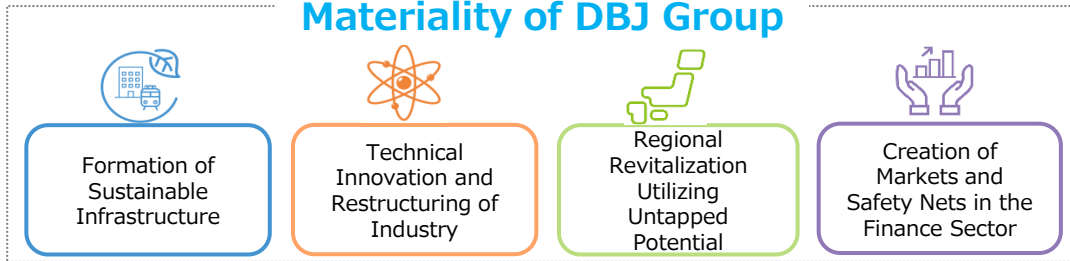 Materiality of DBJ Group
Formation of
Sustainable
Infrastructure
Technical
Innovation and
Restructuring of
Industry
Regional
Revitalization
Utilizing
Untapped
Potential
Creation of
Markets and
Safety Nets in the
Finance Sector